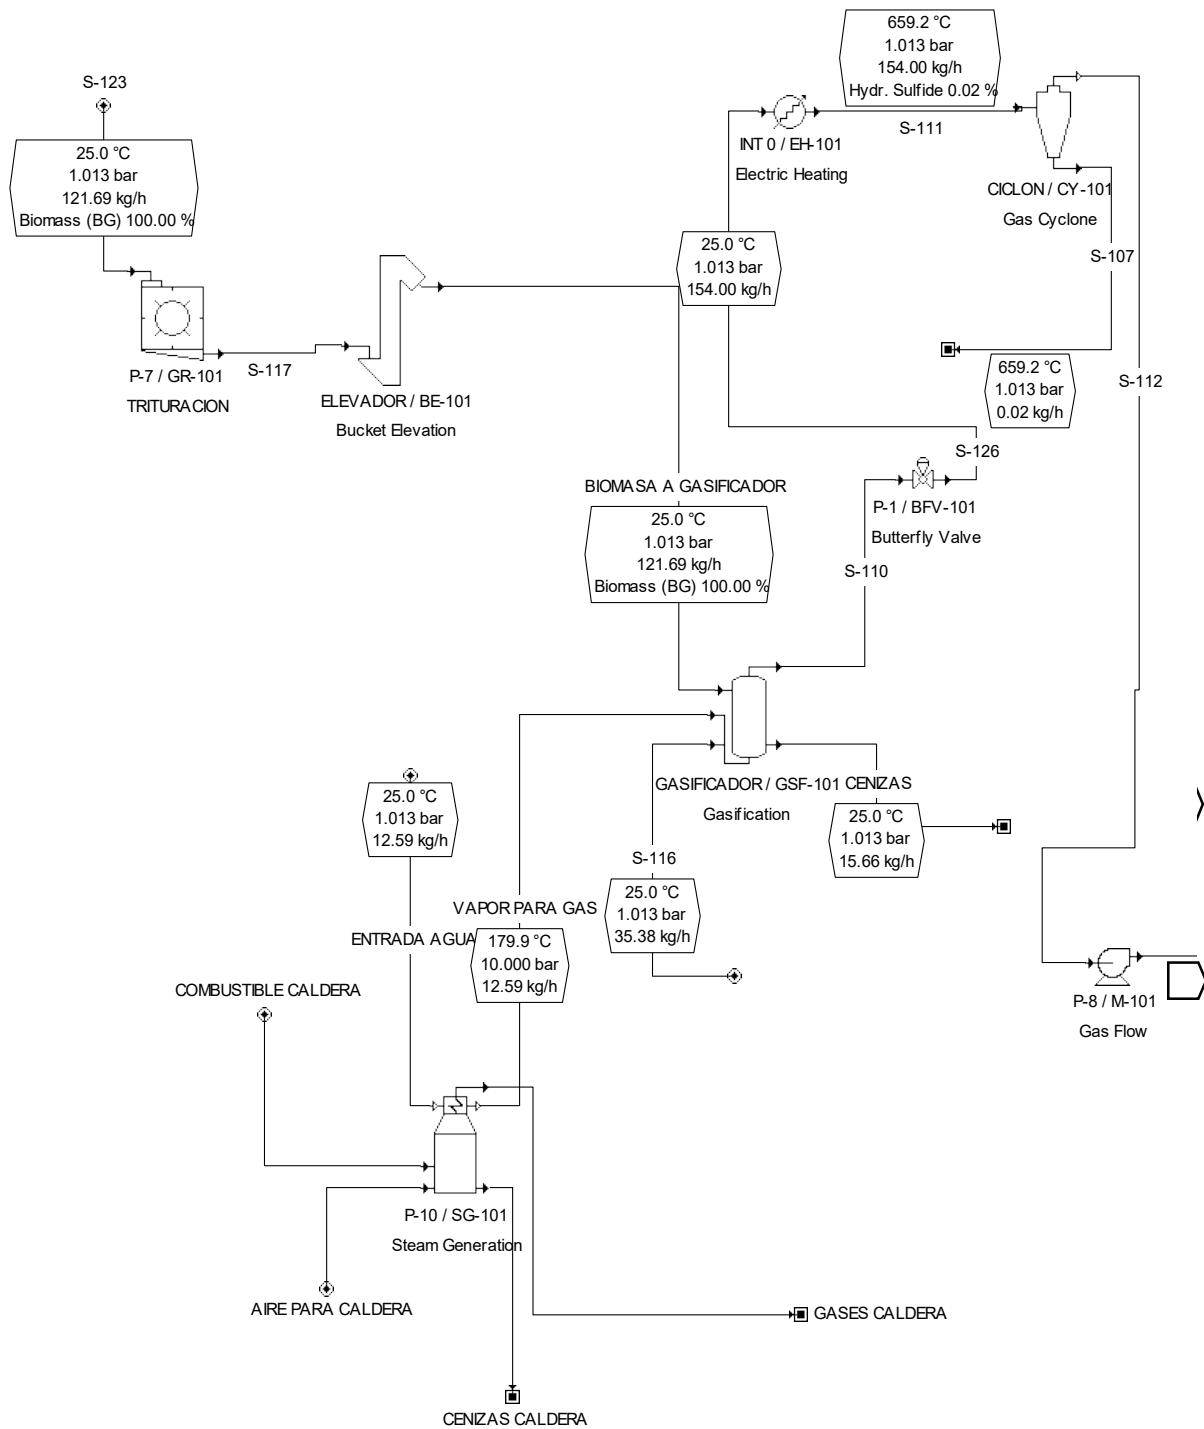 S-123
25.0 °C
1.013 bar
121.69 kg/h
Biomass (BG) 100.00 %
P-7 / GR-101
TRITURACION
S-117
ELEVADOR / BE-101
Bucket Elevation
659.2 °C
1.013 bar
154.00 kg/h
Hydr. Sulfide 0.02 %
S-111
INT 0 / EH-101
Electric Heating
CICLON / CY-101
Gas Cyclone
25.0 °C
1.013 bar
154.00 kg/h
S-107
659.2 °C
1.013 bar
0.02 kg/h
S-112
S-126
P-1 / BFV-101
Butterfly Valve
BIOMASA A GASIFICADOR
25.0 °C
1.013 bar
121.69 kg/h
Biomass (BG) 100.00 %
S-110
GASIFICADOR / GSF-101
Gasification
CENIZAS
25.0 °C
1.013 bar
15.66 kg/h
25.0 °C
1.013 bar
12.59 kg/h
S-116
25.0 °C
1.013 bar
35.38 kg/h
VAPOR PARA GAS
ENTRADA AGUA
179.9 °C
10.000 bar
12.59 kg/h
COMBUSTIBLE CALDERA
P-8 / M-101
Gas Flow
P-10 / SG-101
Steam Generation
AIRE PARA CALDERA
GASES CALDERA
CENIZAS CALDERA